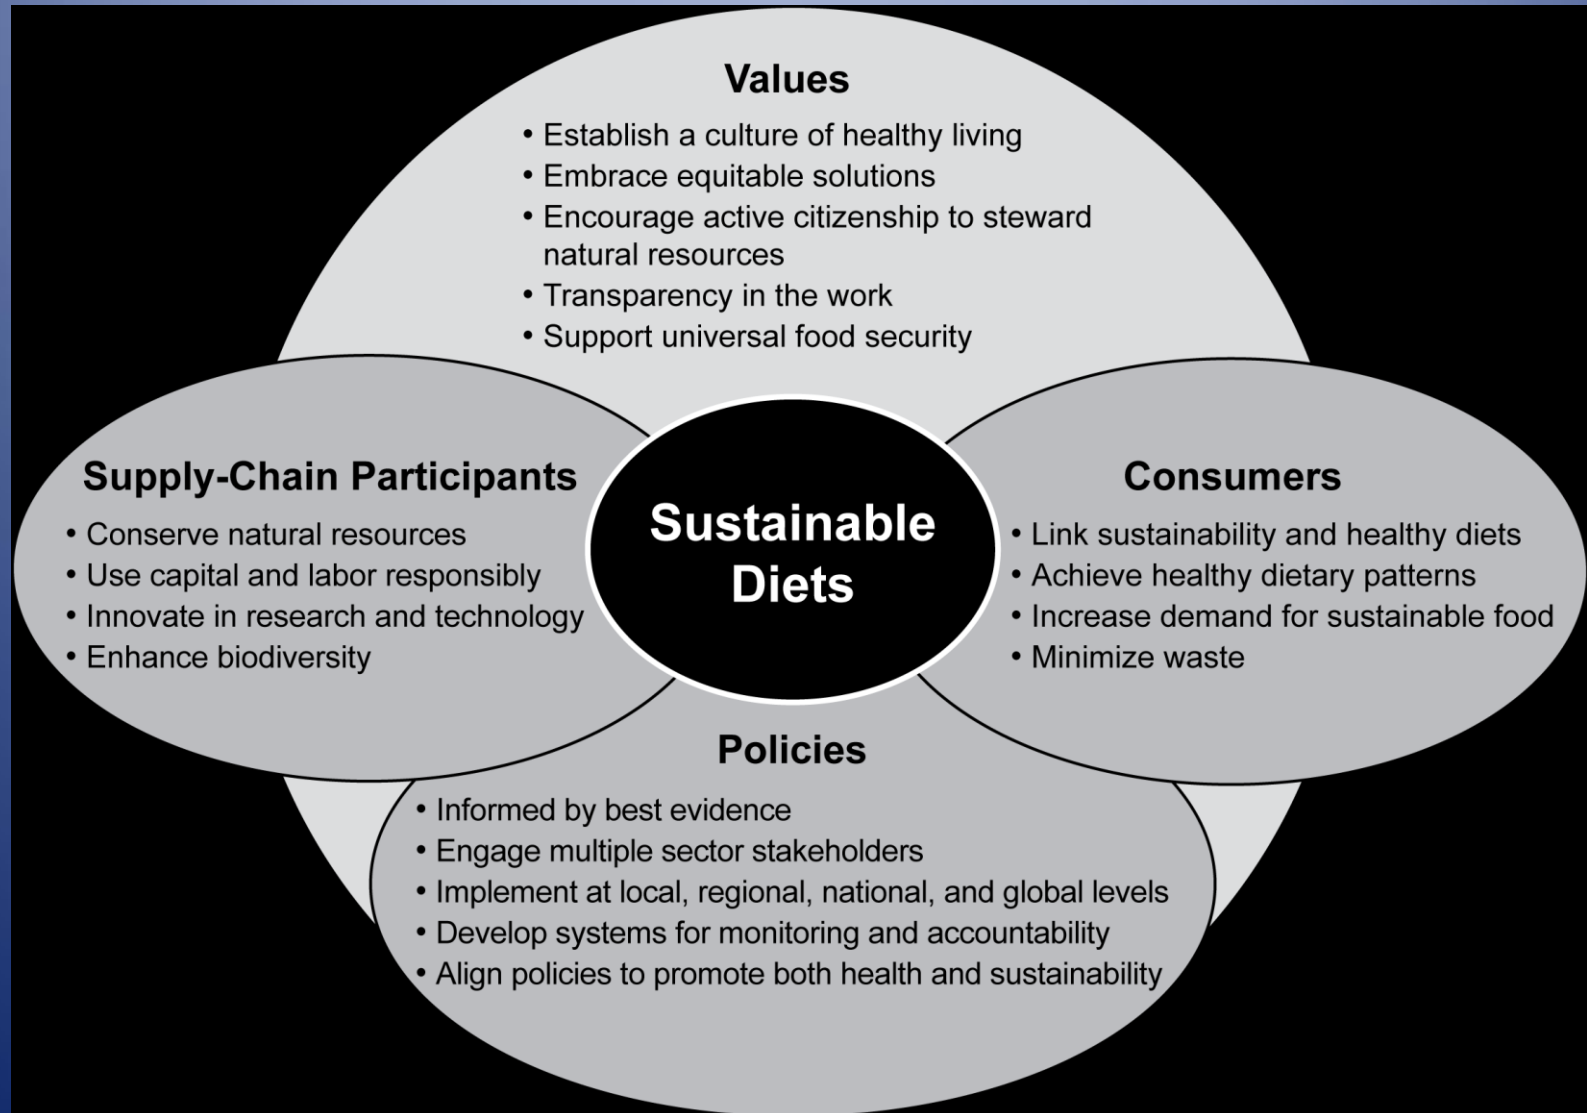 Values
• Establish a culture of healthy living
• Embrace equitable solutions
• Encourage active citizenship to steward
natural resources
• Transparency in the work
• Support universal food security
Supply-Chain Participants
• Conserve natural resources
• Use capital and labor responsibly
• Innovate in research and technology
• Enhance biodiversity
Sustainable
Diets
Consumers
• Link sustainability and healthy diets
• Achieve healthy dietary patterns
• Increase demand for sustainable food
• Minimize waste
Policies
• Informed by best evidence
• Engage multiple sector stakeholders
• Implement at local, regional, national, and global levels
• Develop systems for monitoring and accountability
• Align policies to promote both health and sustainability